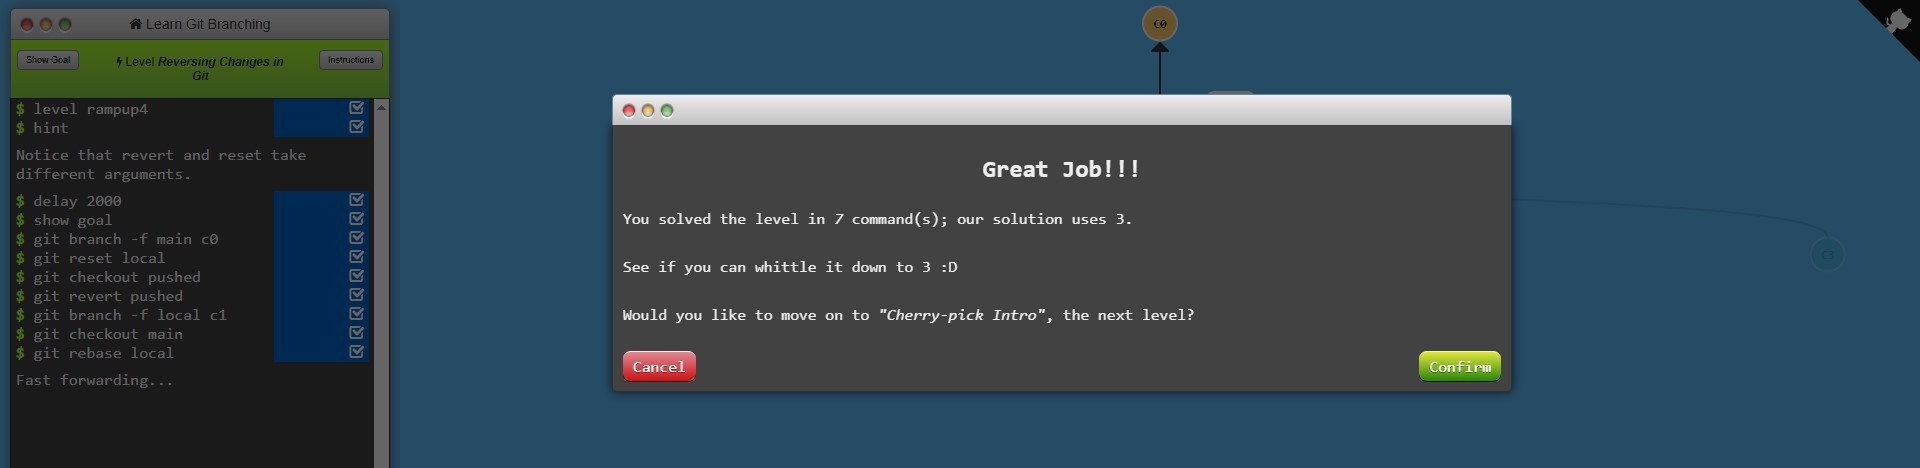 Learn Git Branching
Show Goal
Level Reversing Changes in
Git
Instructions
$ level rampup4
$ hint
Notice that revert and reset take
different arguments.
$ delay 2000
$ show goal
$ git branch -f main c0
$ git reset local
$ git checkout pushed
$ git revert pushed
$ git branch -f local c1
$ git checkout main
$ git rebase local
Fast forwarding...
C0
Great Job!!!
You solved the level in 7 command(s); our solution uses 3.
See if you can whittle it down to 3 :D
Would you like to move on to "Cherry-pick Intro", the next level?
Cancel
Confirm
C3